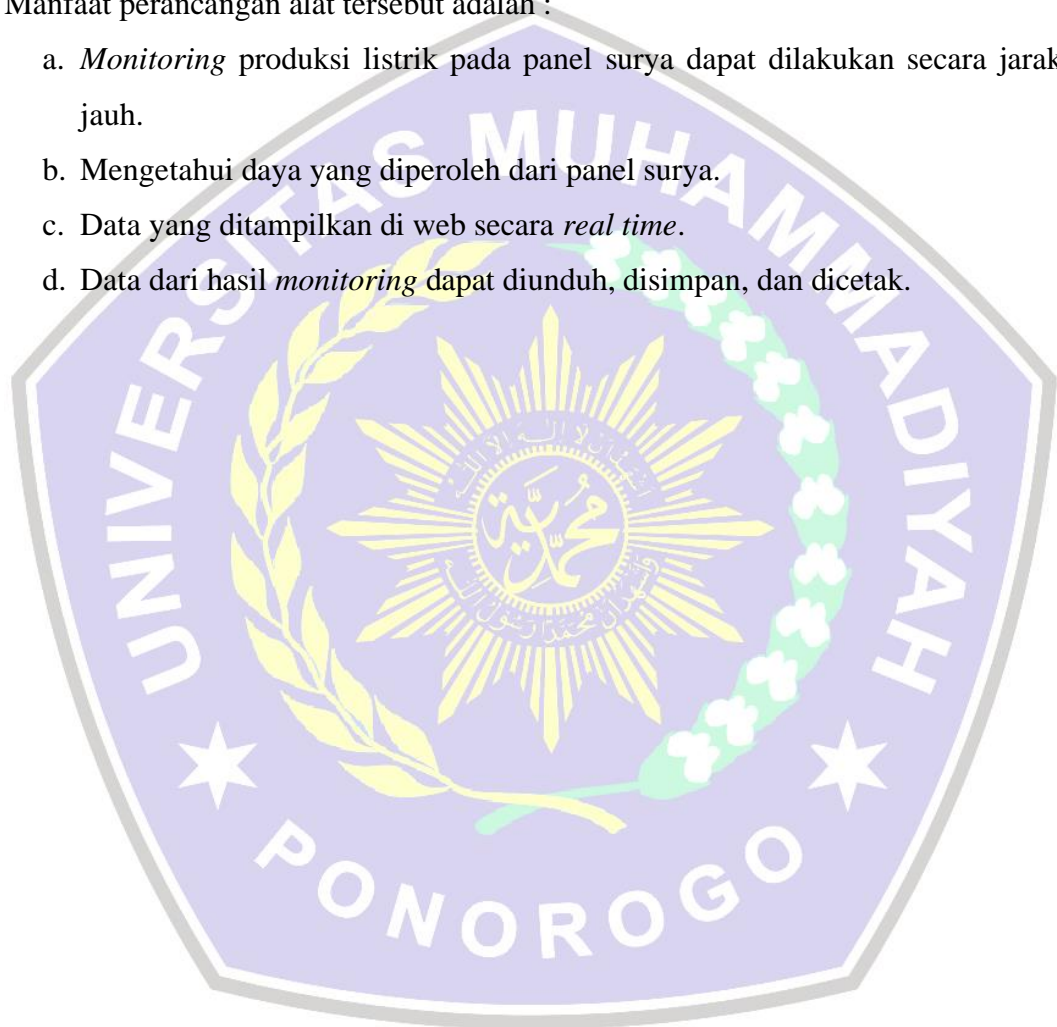 Manfaat perancangan alat tersebut adalah :
a. Monitoring produksi listrik pada panel surya dapat dilakukan secara jarak
jauh.
b. Mengetahui daya yang diperoleh dari panel surya.
c. Data yang ditampilkan di web secara real time.
d. Data dari hasil monitoring dapat diunduh, disimpan, dan dicetak.
UNIVERSITAS MUHAMMADIYAH
محمدية
PONOROGO